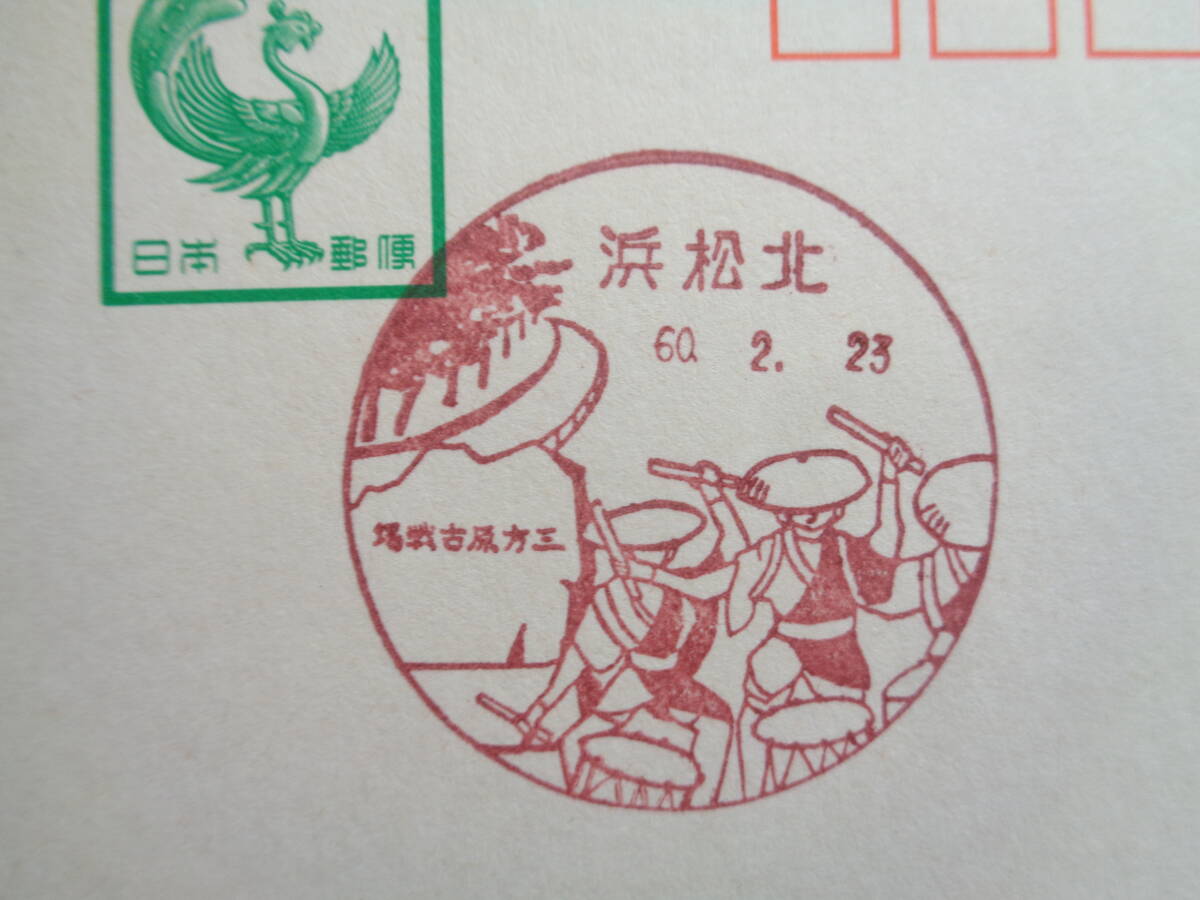 日本郵便
浜松北
60. 2. 23
三方原古戦場